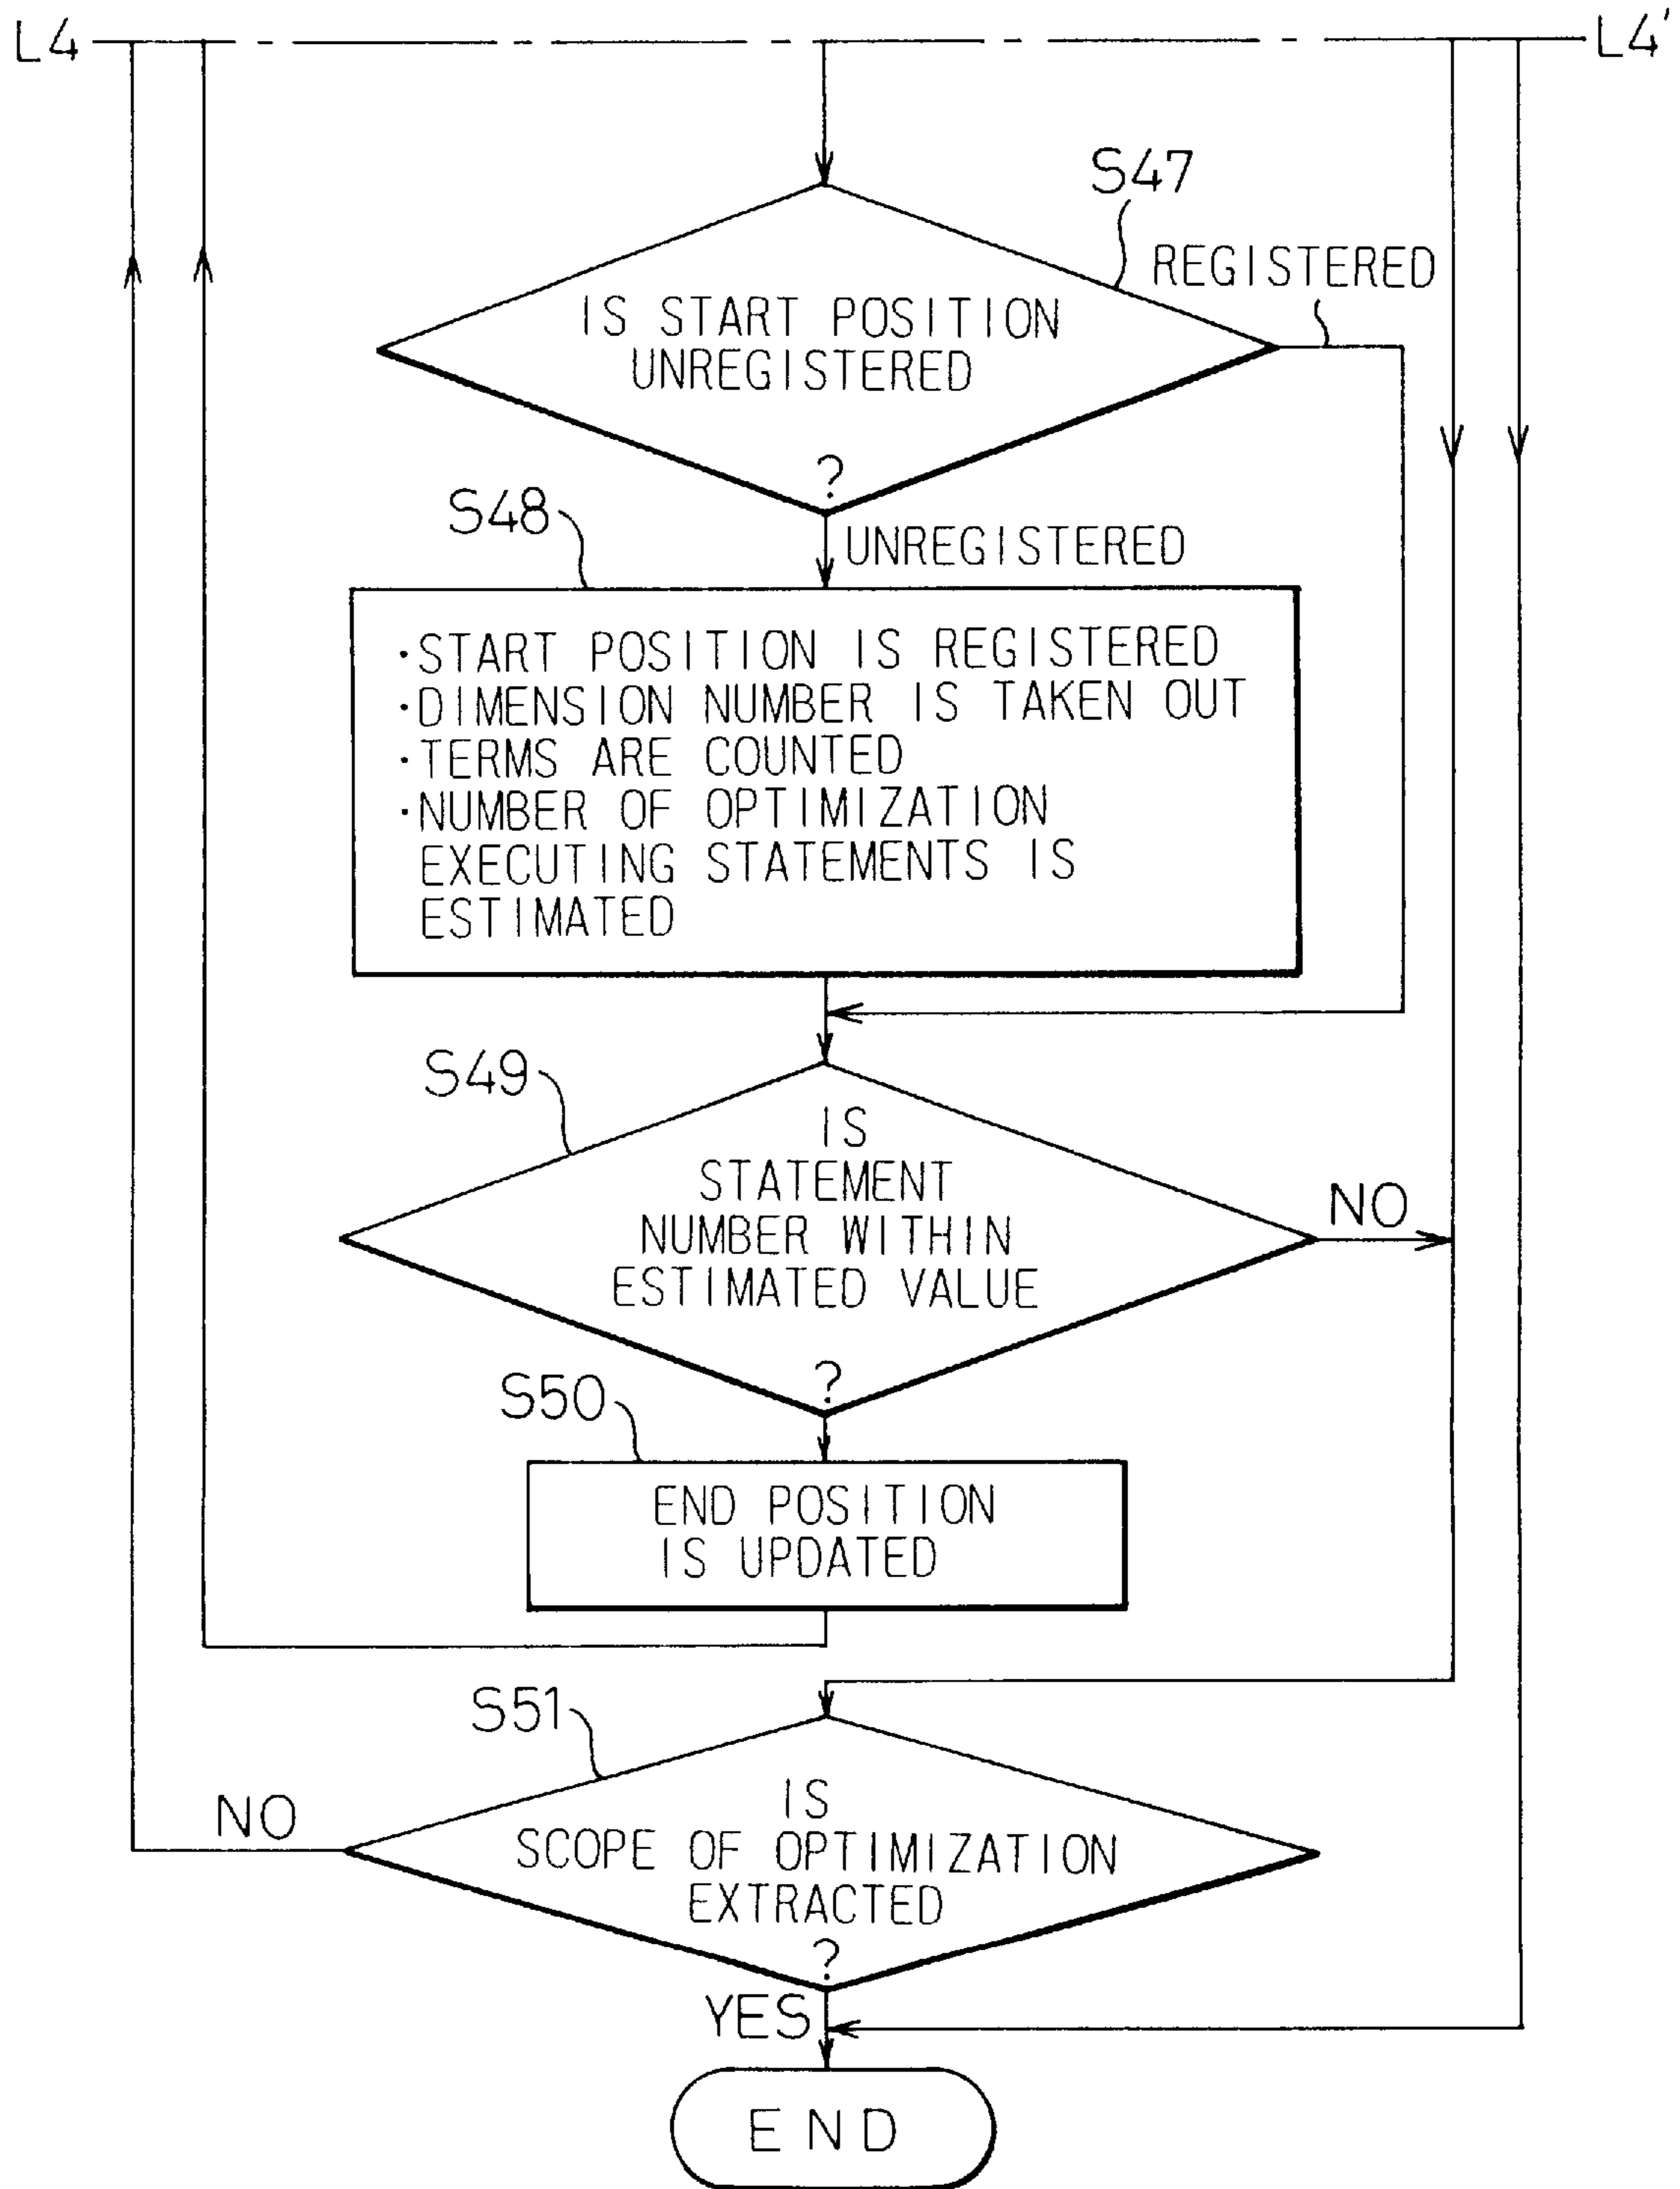 L4
L4'
S47
REGISTERED
IS START POSITION
UNREGISTERED
?
S48
UNREGISTERED
·START POSITION IS REGISTERED
·DIMENSION NUMBER IS TAKEN OUT
·TERMS ARE COUNTED
·NUMBER OF OPTIMIZATION
EXECUTING STATEMENTS IS
ESTIMATED
S49
IS
STATEMENT
NUMBER WITHIN
ESTIMATED VALUE
?
NO
S50
END POSITION
IS UPDATED
S51
NO
IS
SCOPE OF OPTIMIZATION
EXTRACTED
?
YES
END